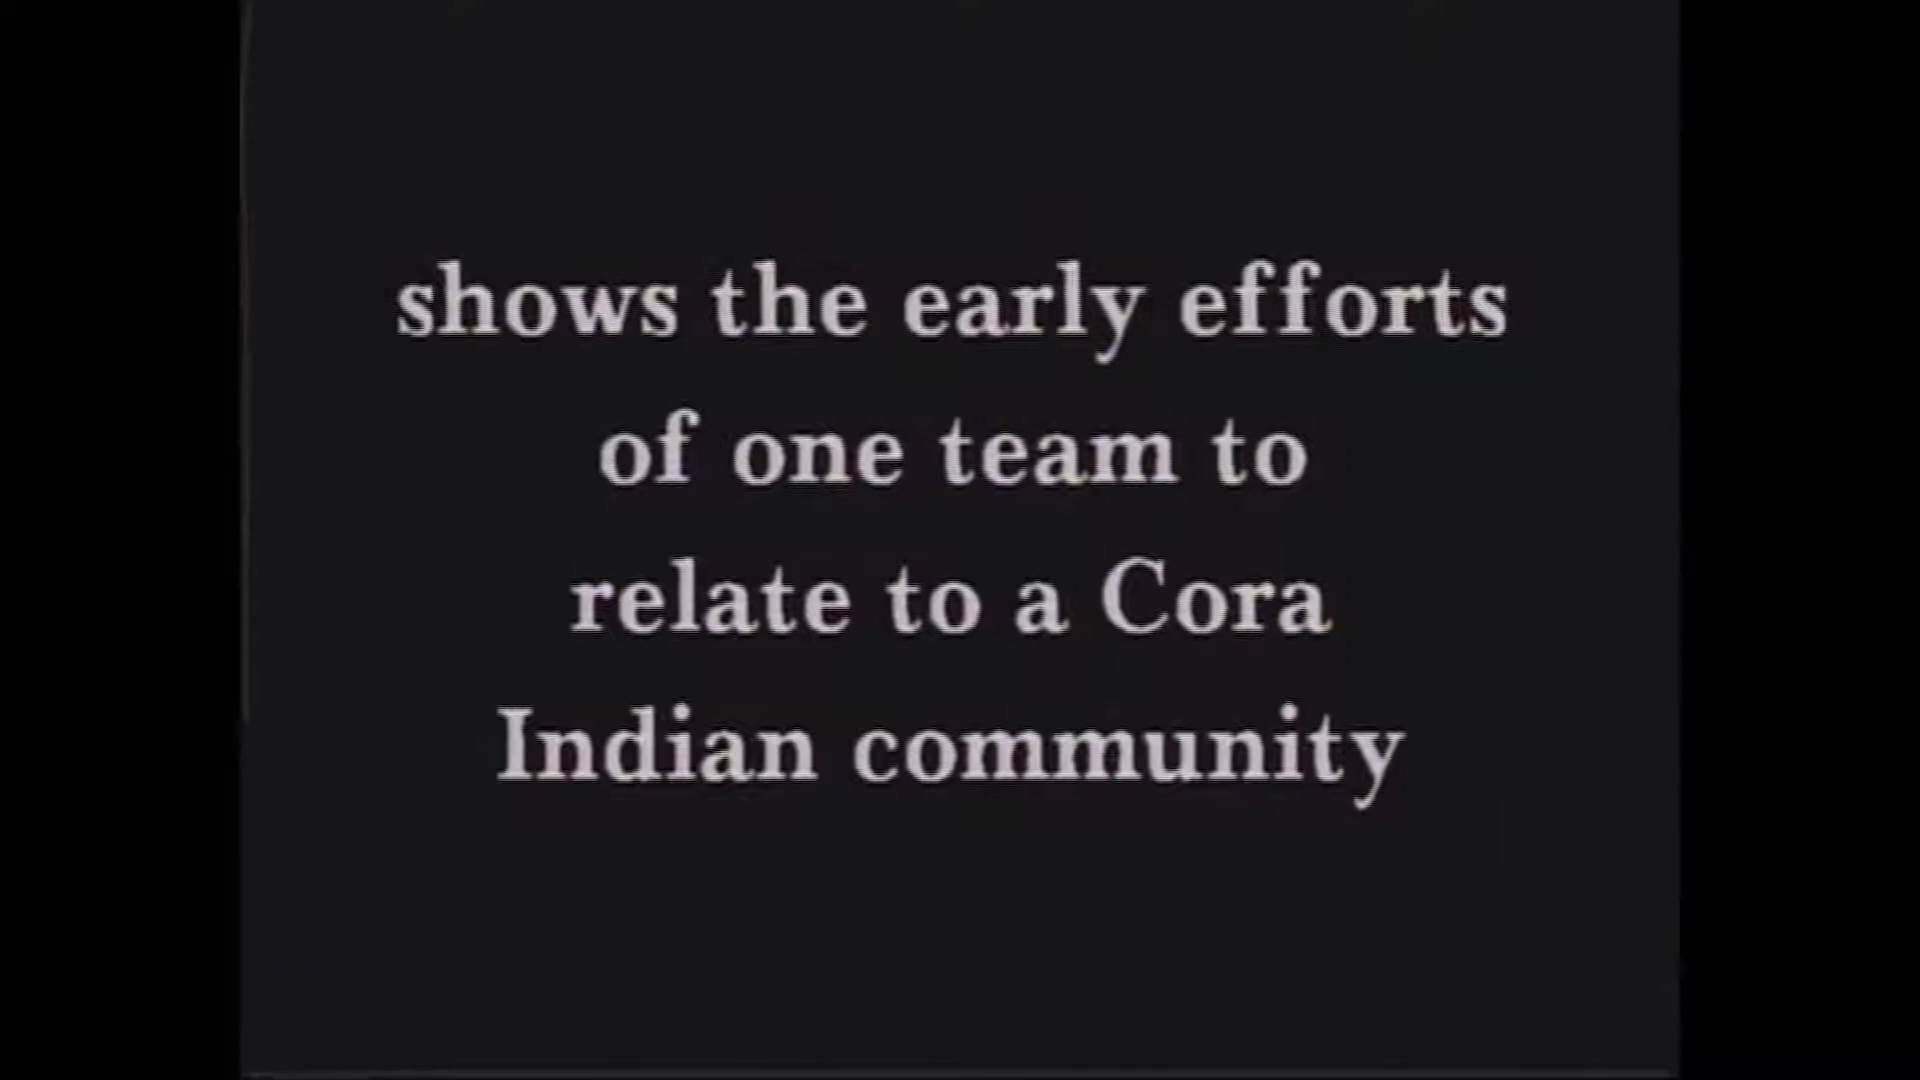 shows the early efforts
of one team to
relate to a Cora
Indian community